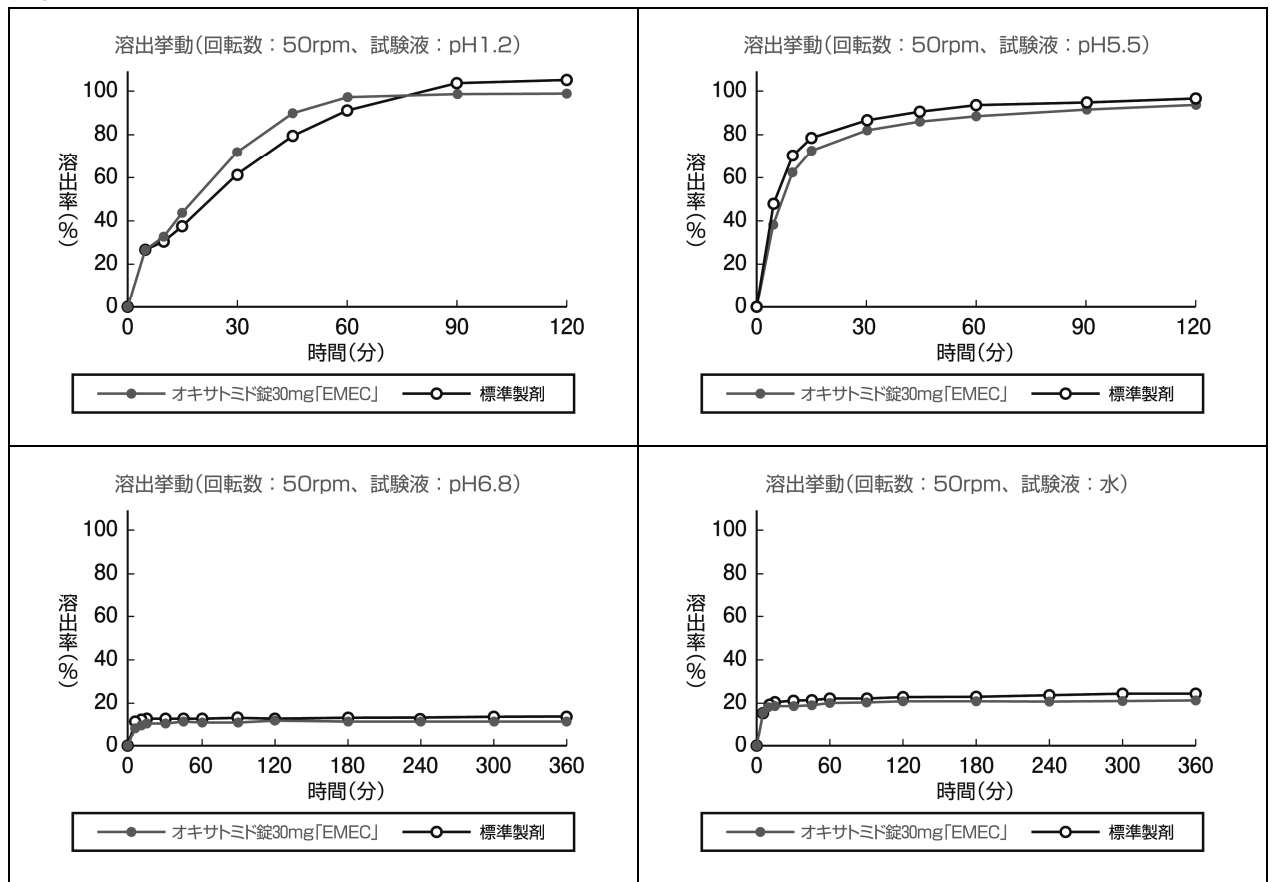 溶出挙動(回転数：50rpm、試験液：pH1.2)
100
80
60
40
20
0
溶出率(%)
0 30 60 90 120
時間(分)
オキサトミド錠30mg「EMEC」 標準製剤
溶出挙動(回転数：50rpm、試験液：pH5.5)
100
80
60
40
20
0
溶出率(%)
0 30 60 90 120
時間(分)
オキサトミド錠30mg「EMEC」 標準製剤
溶出挙動(回転数：50rpm、試験液：pH6.8)
100
80
60
40
20
0
溶出率(%)
0 60 120 180 240 300 360
時間(分)
オキサトミド錠30mg「EMEC」 標準製剤
溶出挙動(回転数：50rpm、試験液：水)
100
80
60
40
20
0
溶出率(%)
0 60 120 180 240 300 360
時間(分)
オキサトミド錠30mg「EMEC」 標準製剤